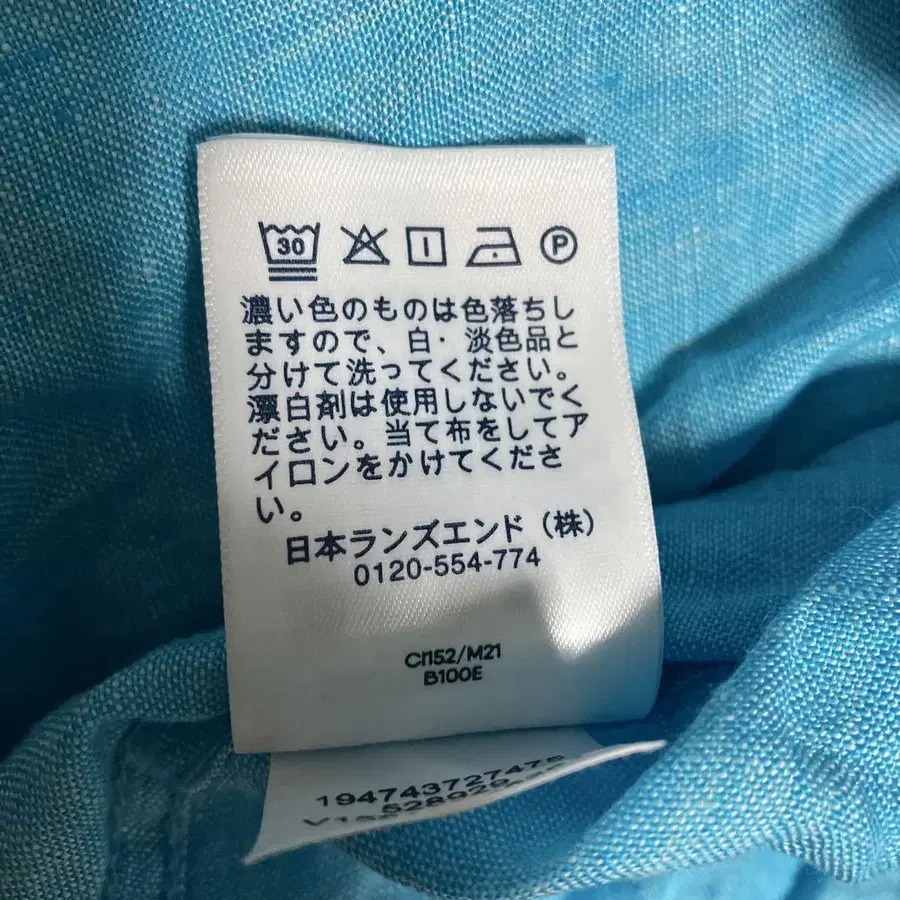 30 P
濃い色のものは色落ちし
ますので、白・淡色品と
分けて洗ってください。
漂白剤は使用しないでく
ださい。当て布をしてア
イロンをかけてくださ
い。
日本ランズエンド（株）
0120-554-774
CI152/M21
B100E
194743727475